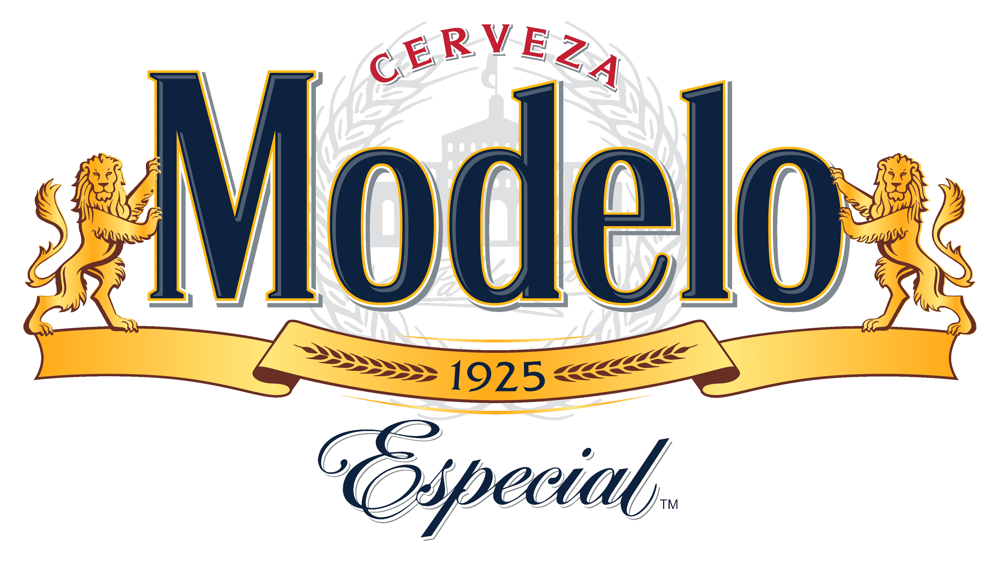 CERVEZA
Modelo
1925
Especial
TM